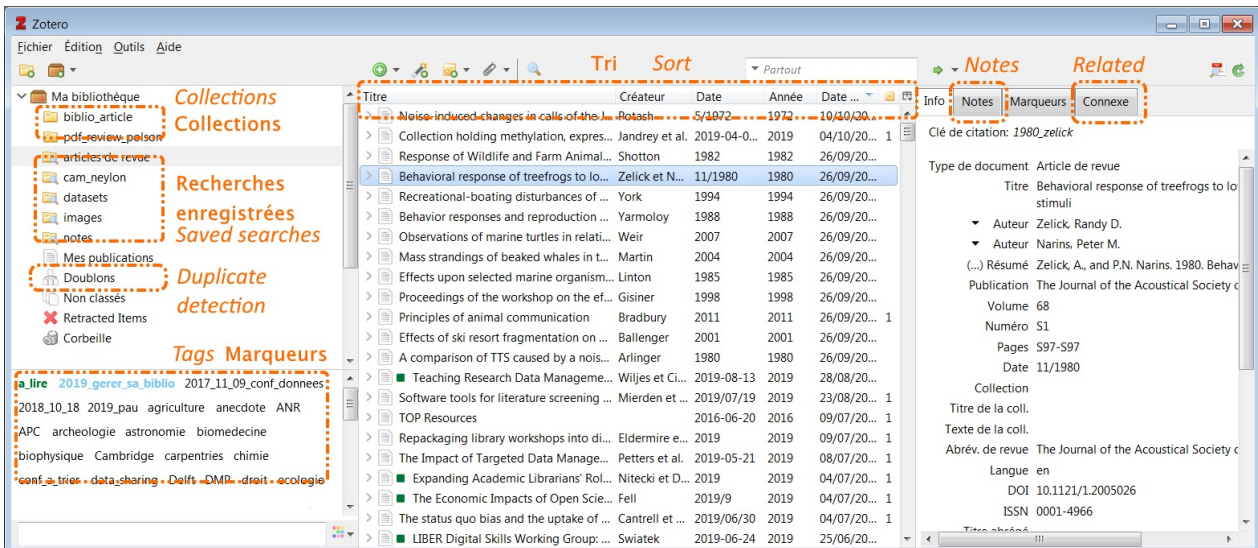 Zotero
Fichier Édition Outils Aide
Tri Sort Partout Notes Related
Ma bibliothèque
biblio_article
pdf_review_polson
articles de revue
cam_neylon
datasets
images
notes
Mes publications
Doublons
Non classés
Retracted Items
Corbeille
Collections
Collections
Recherches
enregistrées
Saved searches
Duplicate
detection
Tags Marqueurs
a_lire 2019_gerer_sa_biblio 2017_11_09_conf_donnees
2018_10_18 2019_pau agriculture anecdote ANR
APC archeologie astronomie biomedecine
biophysique Cambridge carpentries chimie
conf_a_trier data_sharing Delft DMP droit ecologie
Titre Créateur Date Année Date ...
Noise-induced changes in calls of the ... Potash 5/1972 1972 10/10/20...
Collection holding methylation, expres... Jandrey et al. 2019-04-0... 2019 04/10/20... 1
Response of Wildlife and Farm Animal... Shotton 1982 1982 26/09/20...
Behavioral response of treefrogs to lo... Zelick et N... 11/1980 1980 26/09/20...
Recreational-boating disturbances of ... York 1994 1994 26/09/20...
Behavior responses and reproduction ... Yarmoloy 1988 1988 26/09/20...
Observations of marine turtles in relati... Weir 2007 2007 26/09/20...
Mass strandings of beaked whales in t... Martin 2004 2004 26/09/20...
Effects upon selected marine organism... Linton 1985 1985 26/09/20...
Proceedings of the workshop on the ef... Gisiner 1998 1998 26/09/20...
Principles of animal communication Bradbury 2011 2011 26/09/20... 1
Effects of ski resort fragmentation on ... Ballenger 2001 2001 26/09/20...
A comparison of TTS caused by a nois... Arlinger 1980 1980 26/09/20...
Teaching Research Data Manageme... Wiljes et Ci... 2019-08-13 2019 28/08/20...
Software tools for literature screening ... Mierden et ... 2019/07/19 2019 23/08/20... 1
TOP Resources 2016-06-20 2016 09/07/20... 1
Repackaging library workshops into di... Eldermire e... 2019 2019 09/07/20... 1
The Impact of Targeted Data Manage... Petters et al. 2019-05-21 2019 08/07/20... 1
Expanding Academic Librarians' Rol... Nitecki et D... 2019 2019 04/07/20... 1
The Economic Impacts of Open Scie... Fell 2019/9 2019 04/07/20... 1
The status quo bias and the uptake of ... Cantrell et ... 2019/06/30 2019 04/07/20... 1
LIBER Digital Skills Working Group: ... Swiatek 2019-06-24 2019 25/06/20...
Info Notes Marqueurs Connexe
Clé de citation: 1980_zelick
Type de document Article de revue
Titre Behavioral response of treefrogs to lo
stimuli
Auteur Zelick, Randy D.
Auteur Narins, Peter M.
(...) Résumé Zelick, A., and P.N. Narins. 1980. Behav
Publication The Journal of the Acoustical Society o
Volume 68
Numéro S1
Pages S97-S97
Date 11/1980
Collection
Titre de la coll.
Texte de la coll.
Abrév. de revue The Journal of the Acoustical Society o
Langue en
DOI 10.1121/1.2005026
ISSN 0001-4966
Titre abrégé